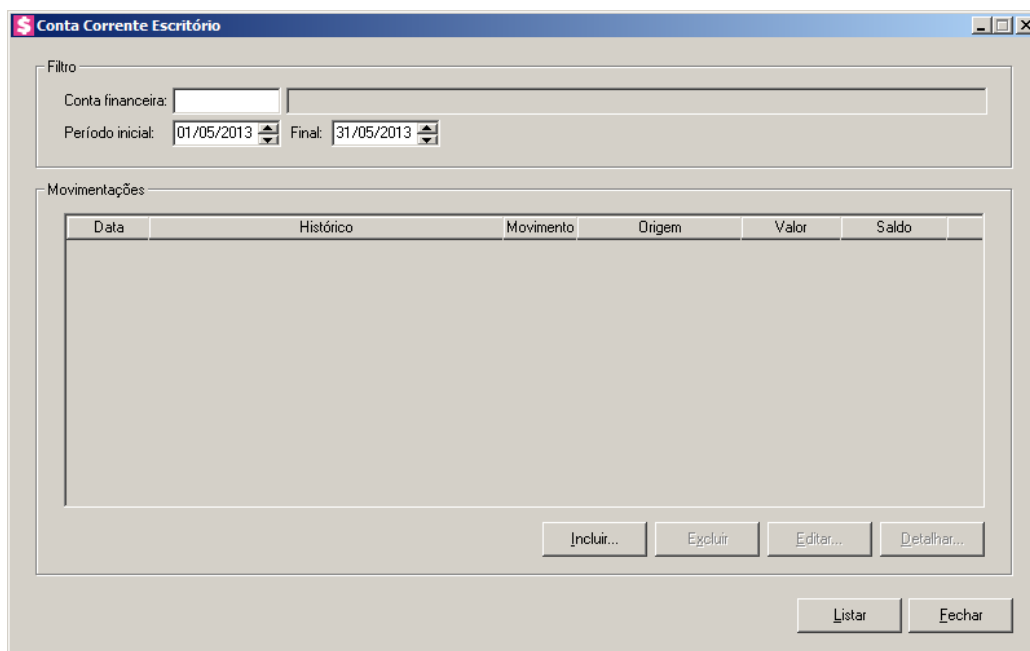 Conta Corrente Escritório
Filtro
Conta financeira:
Período inicial: 01/05/2013 Final: 31/05/2013
Movimentações
Data Histórico Movimento Origem Valor Saldo
Incluir... Excluir Editar... Detalhar...
Listar Fechar